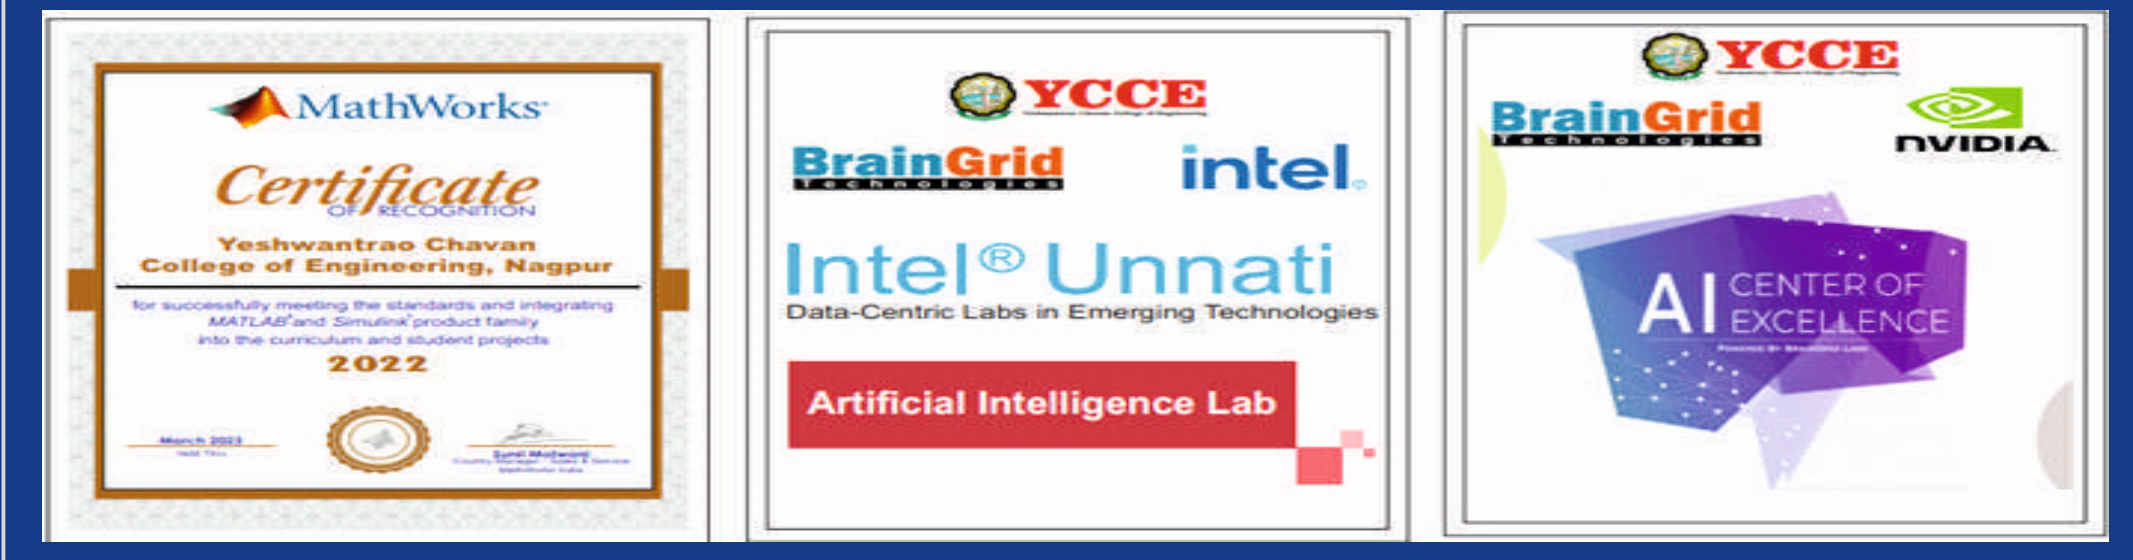 MathWorks®
Certificate
OF RECOGNITION
Yeshwantrao Chavan
College of Engineering, Nagpur
for successfully meeting the standards and integrating
MATLAB® and Simulink® product family
into the curriculum and student projects
2022
March 2023
Sunil Motwani
YCCE
BrainGrid
Technologies
intel.
Intel® Unnati
Data-Centric Labs in Emerging Technologies
Artificial Intelligence Lab
YCCE
BrainGrid
Technologies
NVIDIA
AI CENTER OF
EXCELLENCE